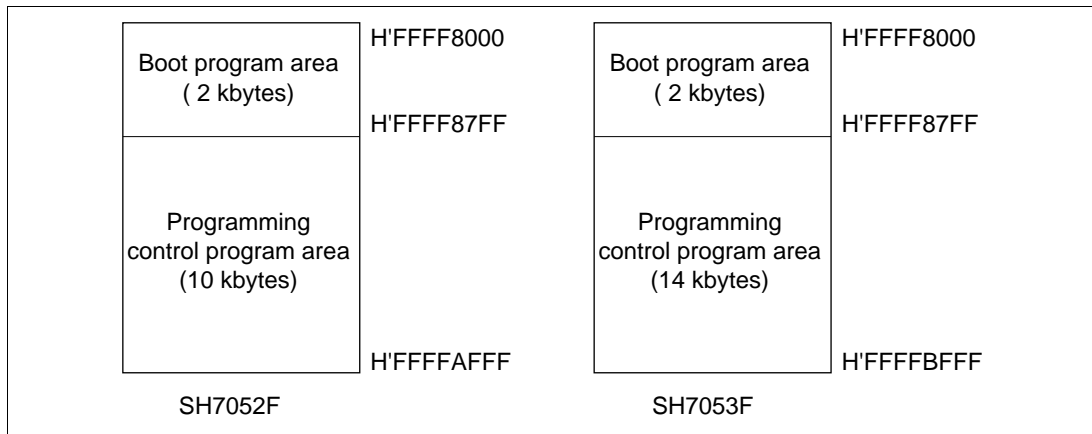 Boot program area
( 2 kbytes)
H'FFFF8000
H'FFFF87FF
Programming
control program area
(10 kbytes)
H'FFFFAFFF
SH7052F
Boot program area
( 2 kbytes)
H'FFFF8000
H'FFFF87FF
Programming
control program area
(14 kbytes)
H'FFFFBFFF
SH7053F